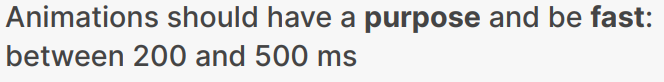 Animations should have a purpose and be fast:
between 200 and 500 ms